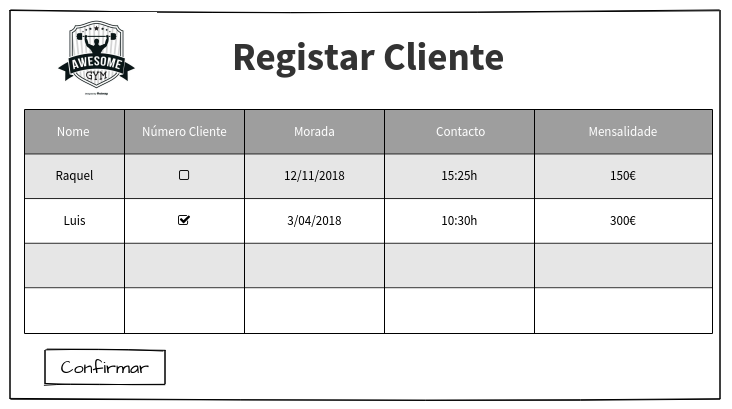 AWESOME
GYM
Registar Cliente
Nome Número Cliente Morada Contacto Mensalidade
Raquel 12/11/2018 15:25h 150€
Luis 3/04/2018 10:30h 300€
Confirmar